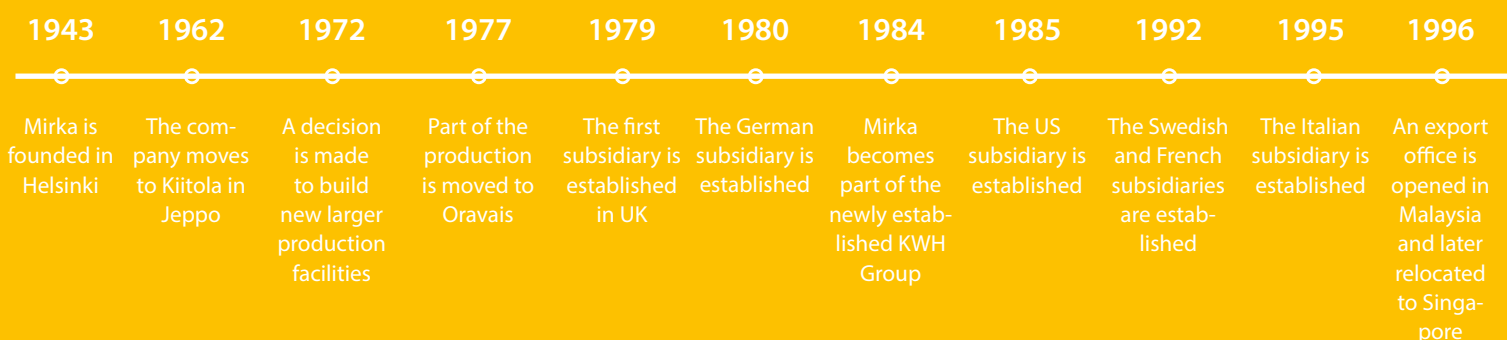 1943
Mirka is
founded in
Helsinki
1962
The com-
pany moves
to Kiitola in
Jeppo
1972
A decision
is made
to build
new larger
production
facilities
1977
Part of the
production
is moved to
Oravais
1979
The first
subsidiary is
established
in UK
1980
The German
subsidiary is
established
1984
Mirka
becomes
part of the
newly estab-
lished KWH
Group
1985
The US
subsidiary is
established
1992
The Swedish
and French
subsidiaries
are estab-
lished
1995
The Italian
subsidiary is
established
1996
An export
office is
opened in
Malaysia
and later
relocated
to Singa-
pore